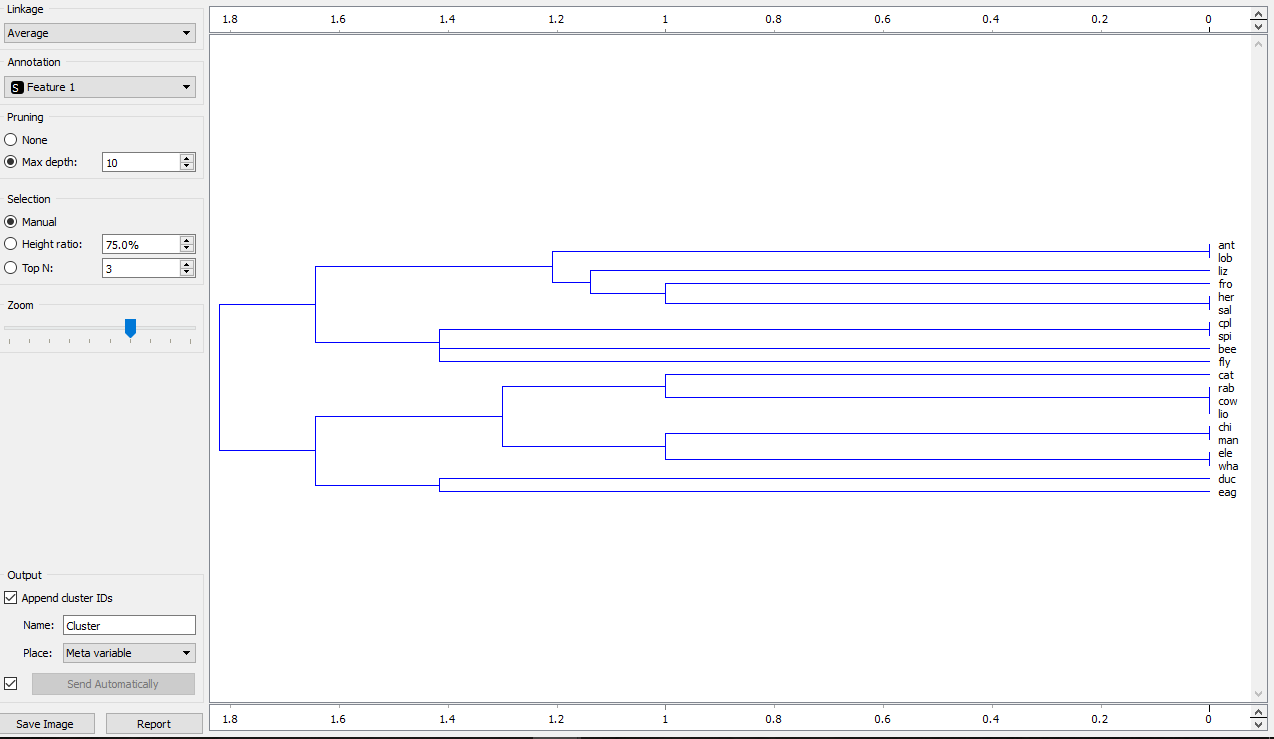 Linkage
Average
Annotation
S Feature 1
Pruning
None
Max depth: 10
Selection
Manual
Height ratio: 75.0%
Top N: 3
Zoom
Output
Append cluster IDs
Name: Cluster
Place: Meta variable
Send Automatically
Save Image Report
1.8 1.6 1.4 1.2 1 0.8 0.6 0.4 0.2 0
ant
lob
liz
fro
her
sal
cpl
spi
bee
fly
cat
rab
cow
lio
chi
man
ele
wha
duc
eag
1.8 1.6 1.4 1.2 1 0.8 0.6 0.4 0.2 0